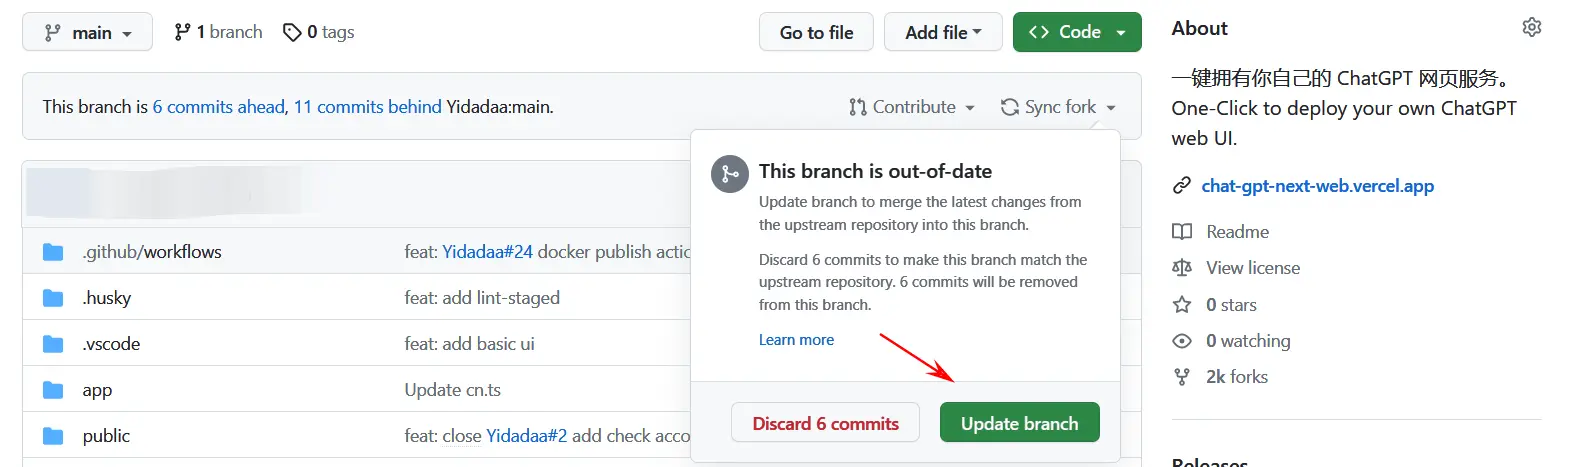 main
1 branch
0 tags
Go to file
Add file
Code
This branch is 6 commits ahead, 11 commits behind Yidadaa:main.
Contribute
Sync fork
This branch is out-of-date
Update branch to merge the latest changes from
the upstream repository into this branch.
Discard 6 commits to make this branch match the
upstream repository. 6 commits will be removed
from this branch.
Learn more
Discard 6 commits
Update branch
.github/workflows
feat: Yidadaa#24 docker publish actio
.husky
feat: add lint-staged
.vscode
feat: add basic ui
app
Update cn.ts
public
feat: close Yidadaa#2 add check acco
About
一键拥有你自己的 ChatGPT 网页服务。
One-Click to deploy your own ChatGPT
web UI.
chat-gpt-next-web.vercel.app
Readme
View license
0 stars
0 watching
2k forks
Releases